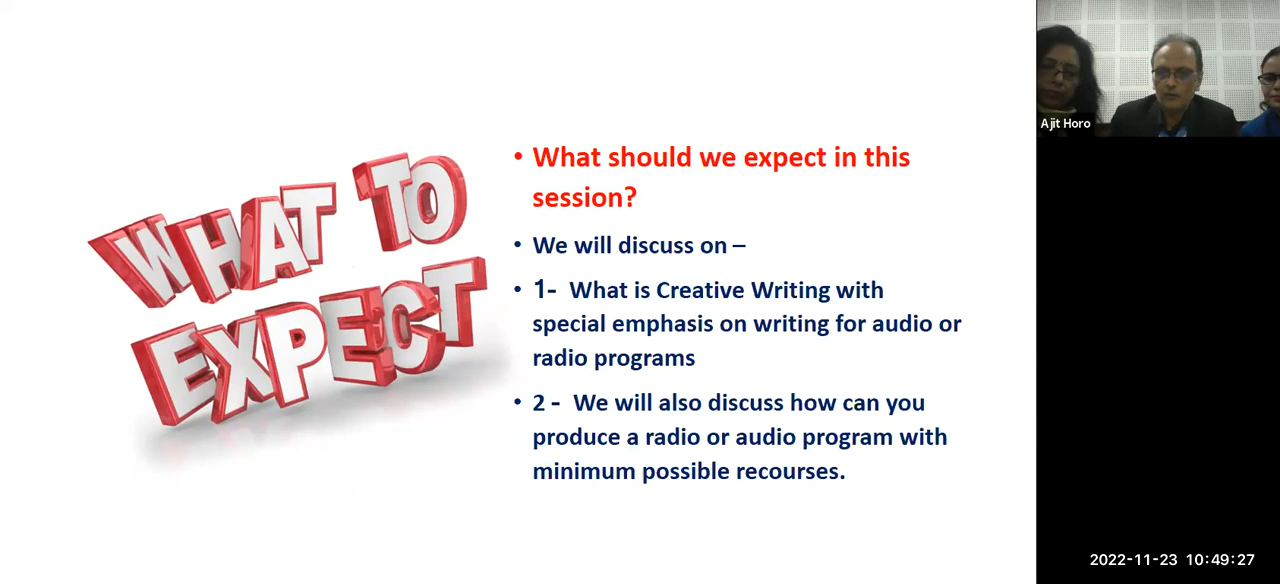 WHAT TO
EXPECT
• What should we expect in this
session?
• We will discuss on –
• 1- What is Creative Writing with
special emphasis on writing for audio or
radio programs
• 2 - We will also discuss how can you
produce a radio or audio program with
minimum possible recourses.
Ajit Horo
2022-11-23 10:49:27